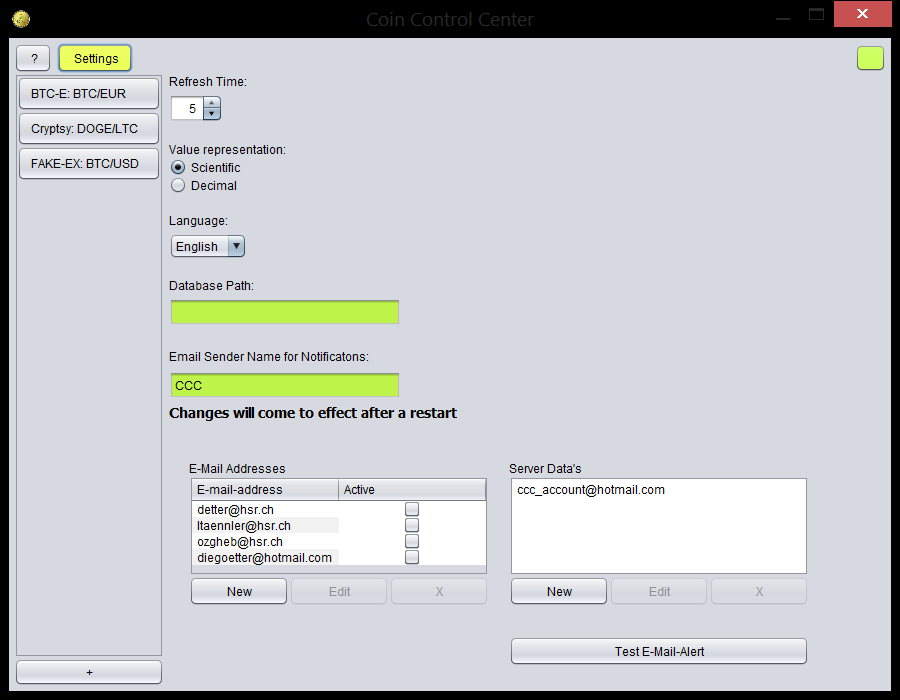 Coin Control Center
?
Settings
BTC-E: BTC/EUR
Cryptsy: DOGE/LTC
FAKE-EX: BTC/USD
+
Refresh Time:
5
Value representation:
Scientific
Decimal
Language:
English
Database Path:
Email Sender Name for Notificatons:
CCC
Changes will come to effect after a restart
E-Mail Addresses
E-mail-address Active
detter@hsr.ch
ltaennler@hsr.ch
ozgheb@hsr.ch
diegoetter@hotmail.com
New Edit X
Server Data's
ccc_account@hotmail.com
New Edit X
Test E-Mail-Alert